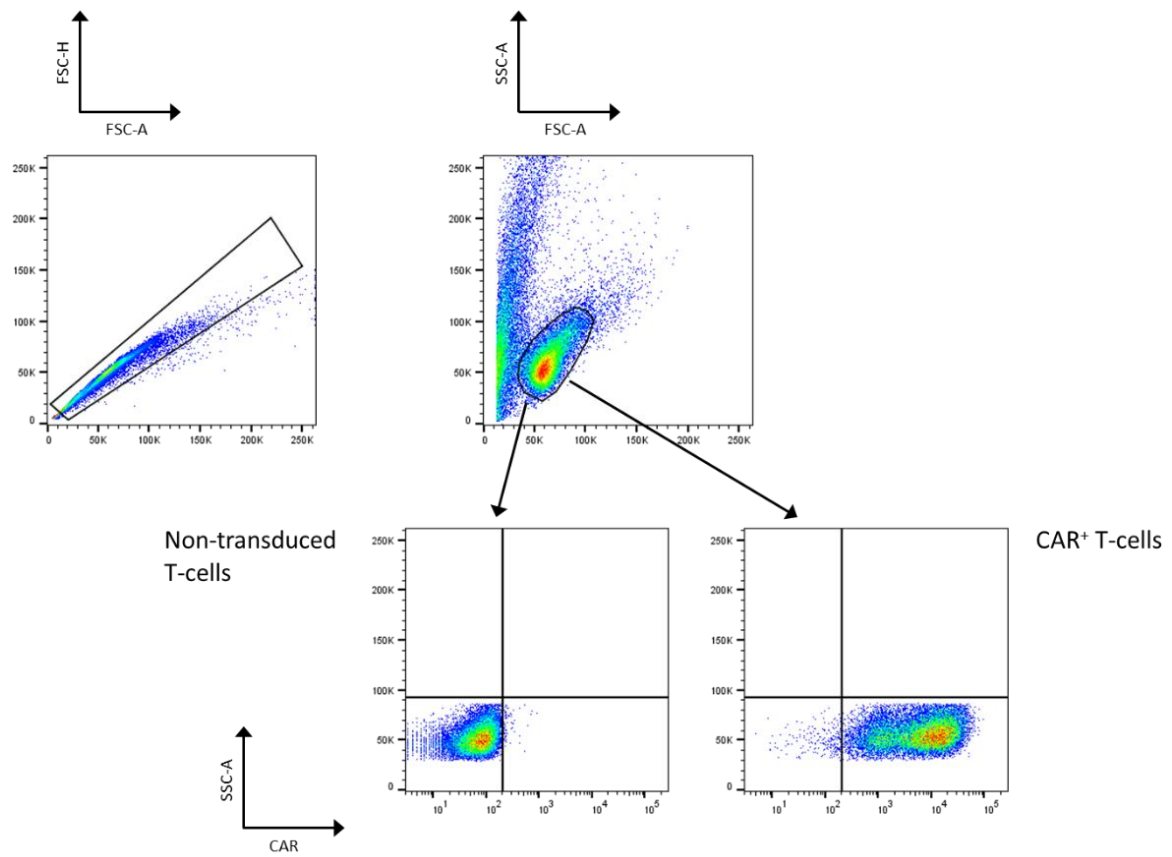 FSC-H
FSC-A
SSC-A
FSC-A
250K
200K
150K
100K
50K
0
0
50K
100K
150K
200K
250K
250K
200K
150K
100K
50K
0
0
50K
100K
150K
200K
250K
Non-transduced
T-cells
250K
200K
150K
100K
50K
0
10¹
10²
10³
10⁴
10⁵
250K
200K
150K
100K
50K
0
10¹
10²
10³
10⁴
10⁵
CAR⁺ T-cells
SSC-A
CAR